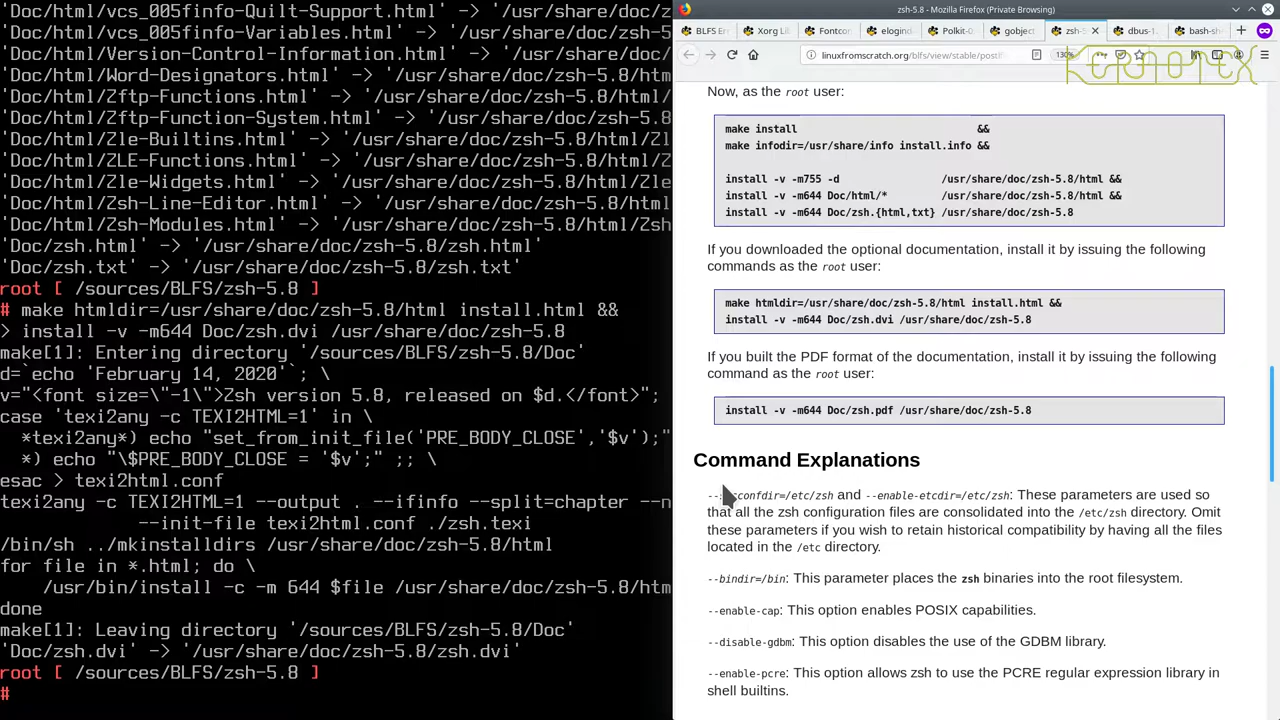 'Doc/html/vcs_005finfo-Quilt-Support.html' -> '/usr/share/doc/z
'Doc/html/vcs_005finfo-Variables.html' -> '/usr/share/doc/zsh-5
'Doc/html/Version-Control-Information.html' -> '/usr/share/doc/
'Doc/html/Word-Designators.html' -> '/usr/share/doc/zsh-5.8/htm
'Doc/html/Zftp-Functions.html' -> '/usr/share/doc/zsh-5.8/html/
'Doc/html/Zftp-Function-System.html' -> '/usr/share/doc/zsh-5.8
'Doc/html/Zle-Builtins.html' -> '/usr/share/doc/zsh-5.8/html/Zl
'Doc/html/ZLE-Functions.html' -> '/usr/share/doc/zsh-5.8/html/Z
'Doc/html/Zle-Widgets.html' -> '/usr/share/doc/zsh-5.8/html/Zle
'Doc/html/Zsh-Line-Editor.html' -> '/usr/share/doc/zsh-5.8/html
'Doc/html/Zsh-Modules.html' -> '/usr/share/doc/zsh-5.8/html/Zsh
'Doc/zsh.html' -> '/usr/share/doc/zsh-5.8/zsh.html'
'Doc/zsh.txt' -> '/usr/share/doc/zsh-5.8/zsh.txt'
root [ /sources/BLFS/zsh-5.8 ]
# make htmldir=/usr/share/doc/zsh-5.8/html install.html &&
> install -v -m644 Doc/zsh.dvi /usr/share/doc/zsh-5.8
make[1]: Entering directory '/sources/BLFS/zsh-5.8/Doc'
d=`echo 'February 14, 2020'`; \
v="<font size=\"-1\">Zsh version 5.8, released on $d.</font>";
case 'texi2any -c TEXI2HTML=1' in \
*texi2any*) echo "set_from_init_file('PRE_BODY_CLOSE','$v');"
*) echo "\$PRE_BODY_CLOSE = '$v';" ;; \
esac > texi2html.conf
texi2any -c TEXI2HTML=1 --output . --ifinfo --split=chapter --n
--init-file texi2html.conf ./zsh.texi
/bin/sh ../mkinstalldirs /usr/share/doc/zsh-5.8/html
for file in *.html; do \
/usr/bin/install -c -m 644 $file /usr/share/doc/zsh-5.8/htm
done
make[1]: Leaving directory '/sources/BLFS/zsh-5.8/Doc'
'Doc/zsh.dvi' -> '/usr/share/doc/zsh-5.8/zsh.dvi'
root [ /sources/BLFS/zsh-5.8 ]
#
zsh-5.8 - Mozilla Firefox (Private Browsing)
BLFS Er Xorg Li Fontcon elogind Polkit-0 gobject zsh-5 dbus-1 bash-sh
linuxfromscratch.org/blfs/view/stable/postl 130%
KERNOTEX
Now, as the root user:
make install &&
make infodir=/usr/share/info install.info &&
install -v -m755 -d /usr/share/doc/zsh-5.8/html &&
install -v -m644 Doc/html/* /usr/share/doc/zsh-5.8/html &&
install -v -m644 Doc/zsh.{html,txt} /usr/share/doc/zsh-5.8
If you downloaded the optional documentation, install it by issuing the following
commands as the root user:
make htmldir=/usr/share/doc/zsh-5.8/html install.html &&
install -v -m644 Doc/zsh.dvi /usr/share/doc/zsh-5.8
If you built the PDF format of the documentation, install it by issuing the following
command as the root user:
install -v -m644 Doc/zsh.pdf /usr/share/doc/zsh-5.8
Command Explanations
and --enable-etcdir=/etc/zsh: These parameters are used so
that all the zsh configuration files are consolidated into the /etc/zsh directory. Omit
these parameters if you wish to retain historical compatibility by having all the files
located in the /etc directory.
--bindir=/bin: This parameter places the zsh binaries into the root filesystem.
--enable-cap: This option enables POSIX capabilities.
--disable-gdbm: This option disables the use of the GDBM library.
--enable-pcre: This option allows zsh to use the PCRE regular expression library in
shell builtins.